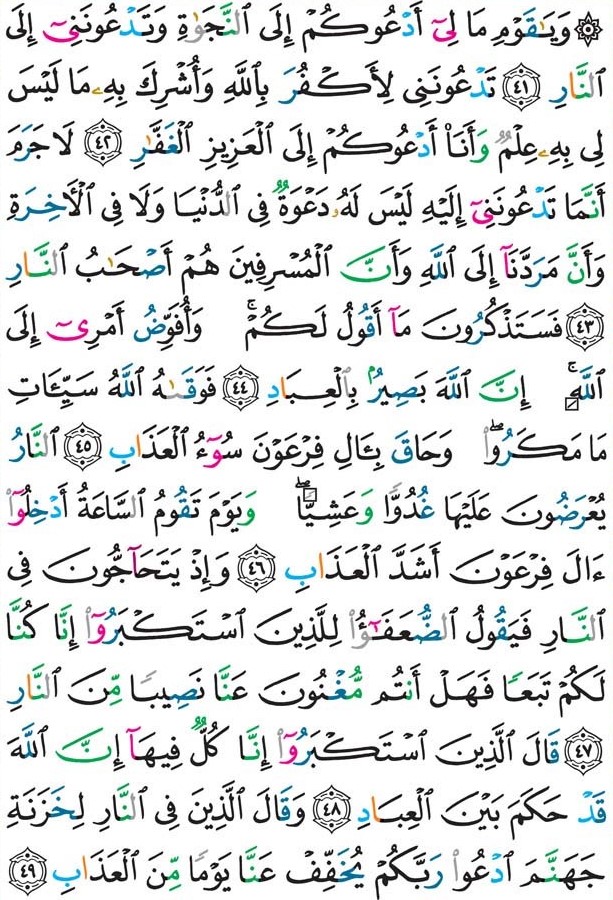 ۞ وَيَٰقَوْمِ مَا لِىٓ أَدْعُوكُمْ إِلَى ٱلنَّجَوٰةِ وَتَدْعُونَنِىٓ إِلَى
ٱلنَّارِ ٤١ تَدْعُونَنِى لِأَكْفُرَ بِٱللَّهِ وَأُشْرِكَ بِهِۦ مَا لَيْسَ
لِى بِهِۦ عِلْمٌ وَأَنَا۠ أَدْعُوكُمْ إِلَى ٱلْعَزِيزِ ٱلْغَفَّٰرِ ٤٢ لَا جَرَمَ
أَنَّمَا تَدْعُونَنِىٓ إِلَيْهِ لَيْسَ لَهُۥ دَعْوَةٌ فِى ٱلدُّنْيَا وَلَا فِى ٱلْءَاخِرَةِ
وَأَنَّ مَرَدَّنَآ إِلَى ٱللَّهِ وَأَنَّ ٱلْمُسْرِفِينَ هُمْ أَصْحَٰبُ ٱلنَّارِ
٤٣ فَسَتَذْكُرُونَ مَآ أَقُولُ لَكُمْ ۚ وَأُفَوِّضُ أَمْرِىٓ إِلَى
ٱللَّهِ ۚ إِنَّ ٱللَّهَ بَصِيرٌۢ بِٱلْعِبَادِ ٤٤ فَوَقَىٰهُ ٱللَّهُ سَيِّـَٔاتِ
مَا مَكَرُوا۟ ۖ وَحَاقَ بِـَٔالِ فِرْعَوْنَ سُوٓءُ ٱلْعَذَابِ ٤٥ ٱلنَّارُ
يُعْرَضُونَ عَلَيْهَا غُدُوًّا وَعَشِيًّا ۖ وَيَوْمَ تَقُومُ ٱلسَّاعَةُ أَدْخِلُوٓا۟
ءَالَ فِرْعَوْنَ أَشَدَّ ٱلْعَذَابِ ٤٦ وَإِذْ يَتَحَآجُّونَ فِى
ٱلنَّارِ فَيَقُولُ ٱلضُّعَفَٰٓؤُا۟ لِلَّذِينَ ٱسْتَكْبَرُوٓا۟ إِنَّا كُنَّا
لَكُمْ تَبَعًا فَهَلْ أَنتُم مُّغْنُونَ عَنَّا نَصِيبًا مِّنَ ٱلنَّارِ
٤٧ قَالَ ٱلَّذِينَ ٱسْتَكْبَرُوٓا۟ إِنَّا كُلٌّ فِيهَآ إِنَّ ٱللَّهَ
قَدْ حَكَمَ بَيْنَ ٱلْعِبَادِ ٤٨ وَقَالَ ٱلَّذِينَ فِى ٱلنَّارِ لِخَزَنَةِ
جَهَنَّمَ ٱدْعُوا۟ رَبَّكُمْ يُخَفِّفْ عَنَّا يَوْمًا مِّنَ ٱلْعَذَابِ ٤٩